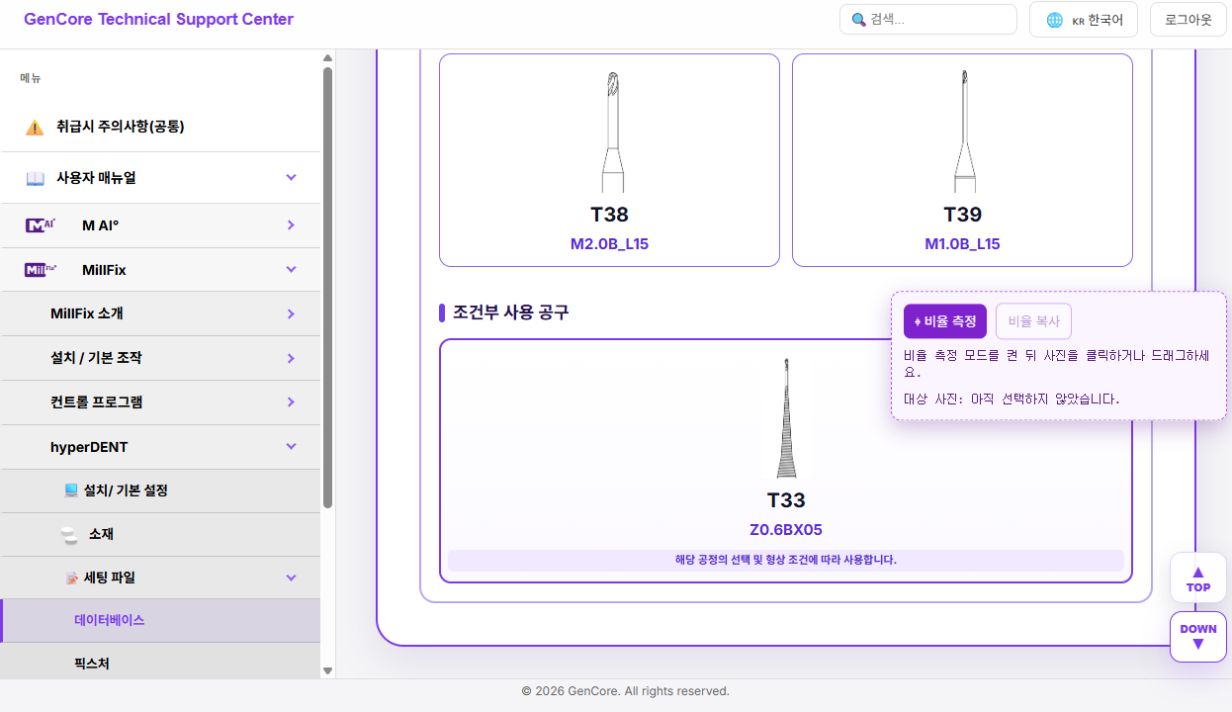 GenCore Technical Support Center
검색...
KR 한국어
로그아웃
메뉴
취급시 주의사항(공통)
사용자 매뉴얼
M AI°
MillFix
MillFix 소개
설치 / 기본 조작
컨트롤 프로그램
hyperDENT
설치/ 기본 설정
소재
세팅 파일
데이터베이스
픽스처
T38
M2.0B_L15
T39
M1.0B_L15
조건부 사용 공구
T33
Z0.6BX05
해당 공정의 선택 및 형상 조건에 따라 사용합니다.
비율 측정
비율 복사
비율 측정 모드를 켠 뒤 사진을 클릭하거나 드래그하세
요.
대상 사진: 아직 선택하지 않았습니다.
▲
TOP
DOWN
▼
© 2026 GenCore. All rights reserved.